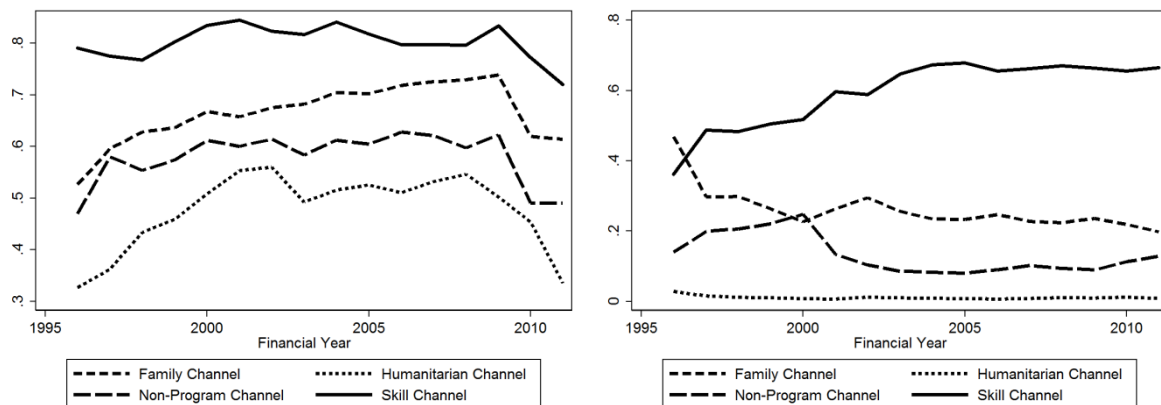 .8
.7
.6
.5
.4
.3
1995 2000 2005 2010
Financial Year
Family Channel Humanitarian Channel
Non-Program Channel Skill Channel
.8
.6
.4
.2
0
1995 2000 2005 2010
Financial Year
Family Channel Humanitarian Channel
Non-Program Channel Skill Channel